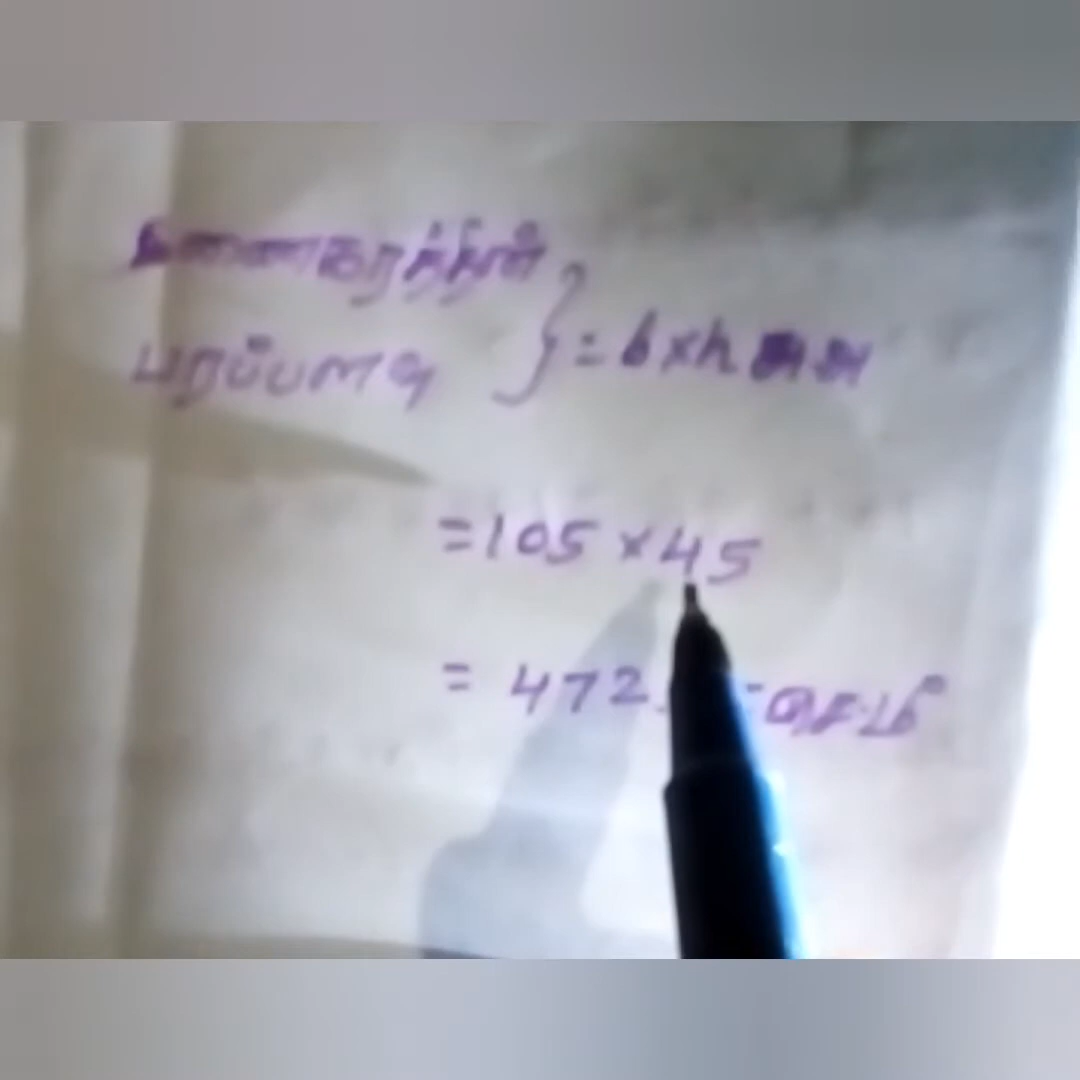 இணைகரத்தின்
பரப்பளவு } = b x h
= 105 x 45
= 472 செ.மீ